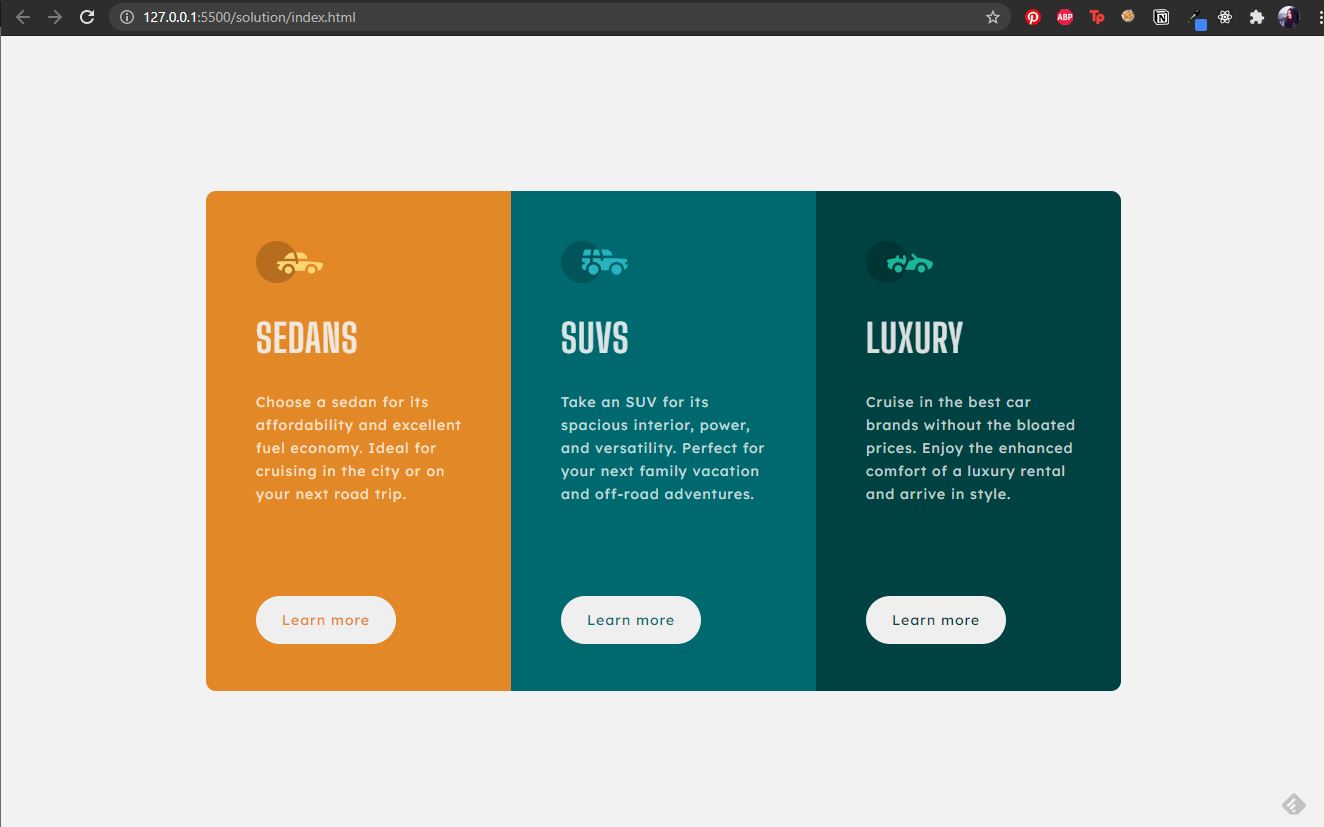 127.0.0.1:5500/solution/index.html
ABP
Tp
N
SEDANS
Choose a sedan for its
affordability and excellent
fuel economy. Ideal for
cruising in the city or on
your next road trip.
Learn more
SUVS
Take an SUV for its
spacious interior, power,
and versatility. Perfect for
your next family vacation
and off-road adventures.
Learn more
LUXURY
Cruise in the best car
brands without the bloated
prices. Enjoy the enhanced
comfort of a luxury rental
and arrive in style.
Learn more